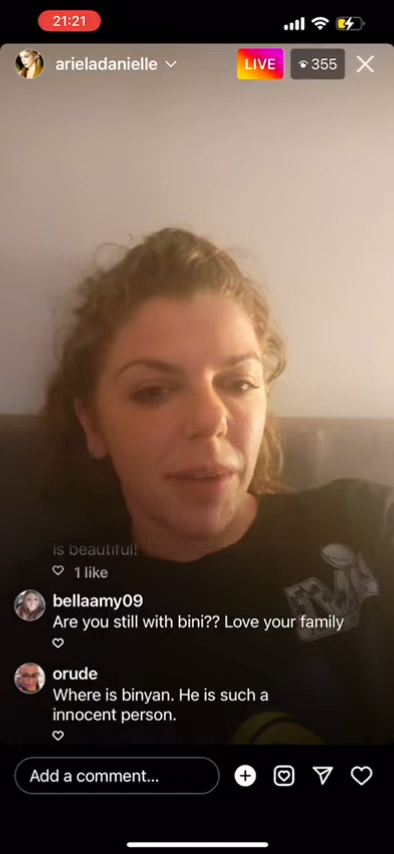 21:21
arieladanielle
LIVE
355
is beautiful!
1 like
bellaamy09
Are you still with bini?? Love your family
orude
Where is binyan. He is such a
innocent person.
Add a comment...